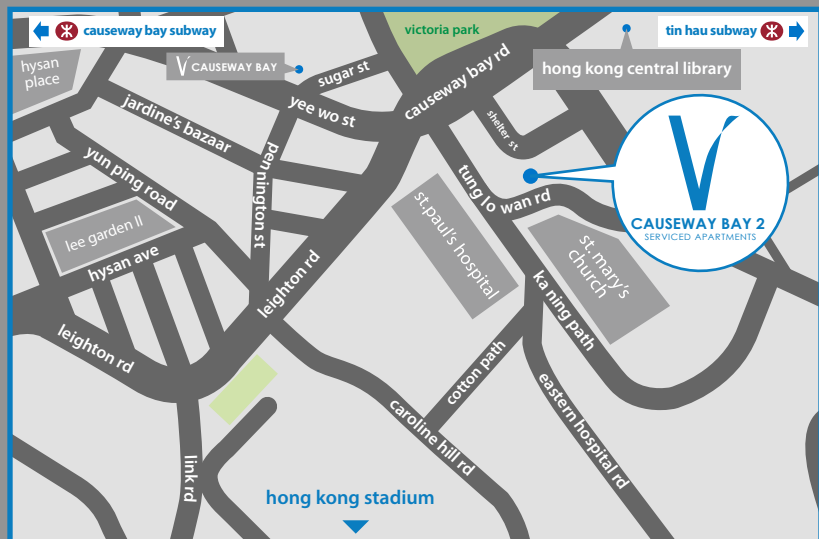 causeway bay subway
victoria park
tin hau subway
hysan
place
V CAUSEWAY BAY
sugar st
causeway bay rd
hong kong central library
jardine's bazaar
yee wo st
shelter st
yun ping road
pennington st
tung lo wan rd
V
CAUSEWAY BAY 2
SERVICED APARTMENTS
lee garden II
st.paul's hospital
st.mary's
church
hysan ave
leighton rd
ka ning path
leighton rd
cotton path
caroline hill rd
eastern hospital rd
link rd
hong kong stadium